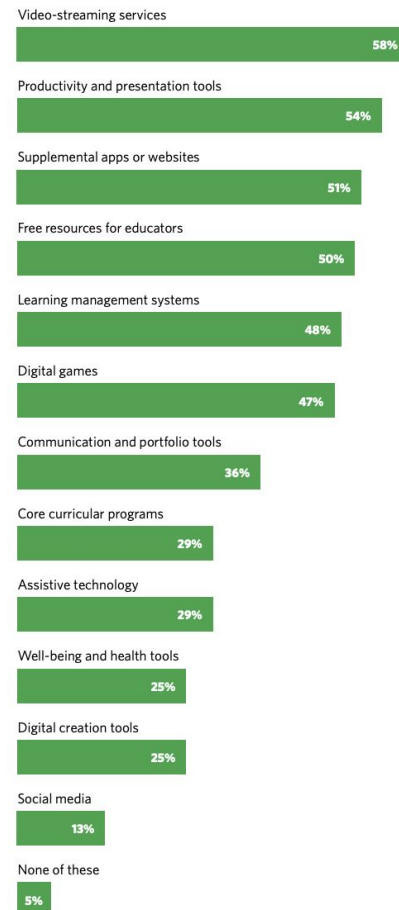 Video-streaming services
58%
Productivity and presentation tools
54%
Supplemental apps or websites
51%
Free resources for educators
50%
Learning management systems
48%
Digital games
47%
Communication and portfolio tools
36%
Core curricular programs
29%
Assistive technology
29%
Well-being and health tools
25%
Digital creation tools
25%
Social media
13%
None of these
5%